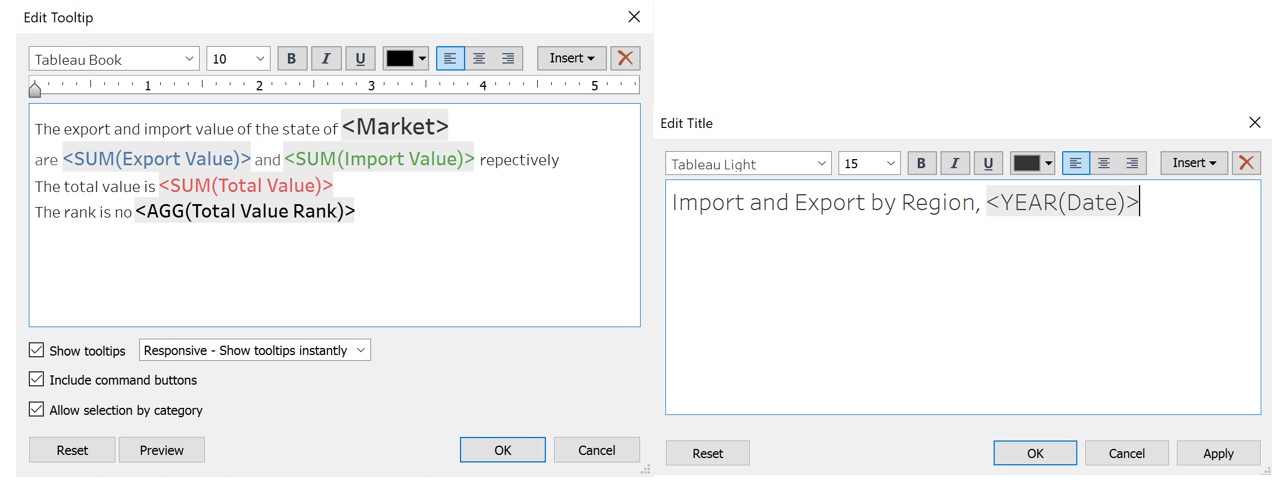 Edit Tooltip
Tableau Book
10
B
I
U
Insert
1
2
3
4
5
The export and import value of the state of <Market>
are <SUM(Export Value)> and <SUM(Import Value)> repectively
The total value is <SUM(Total Value)>
The rank is no <AGG(Total Value Rank)>
Show tooltips
Responsive - Show tooltips instantly
Include command buttons
Allow selection by category
Reset
Preview
OK
Cancel
Edit Title
Tableau Light
15
B
I
U
Insert
Import and Export by Region, <YEAR(Date)>
Reset
OK
Cancel
Apply